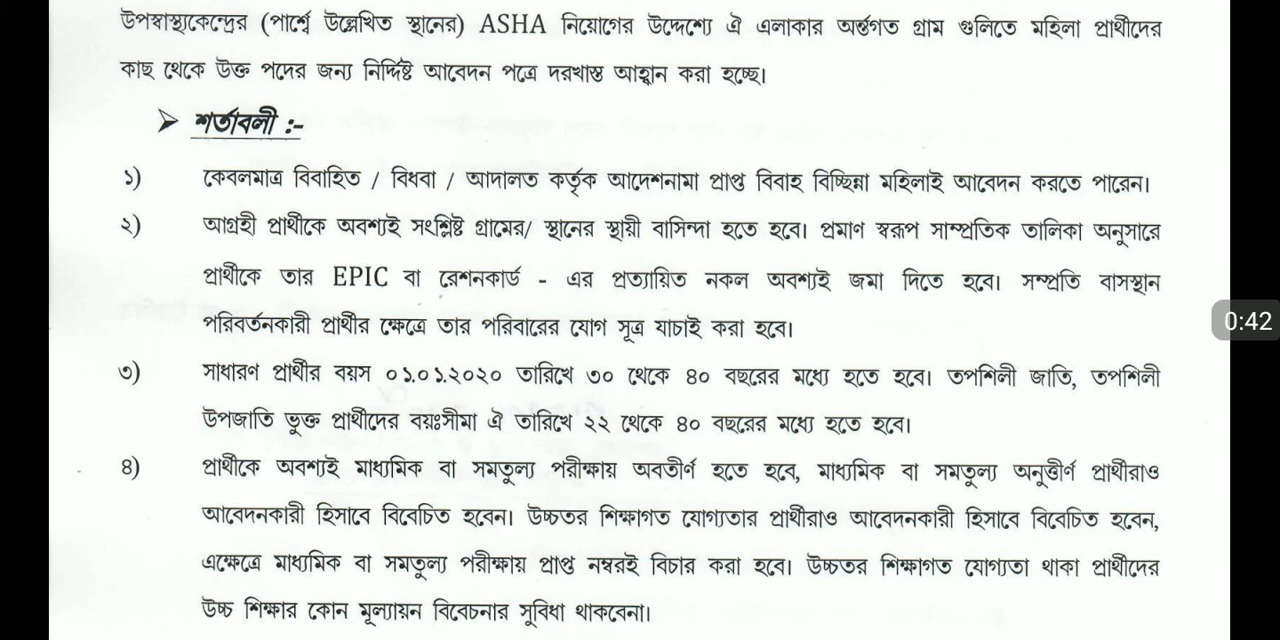 উপস্বাস্থ্যকেন্দ্রের (পার্শ্বে উল্লেখিত স্থানের) ASHA নিয়োগের উদ্দেশ্যে ঐ এলাকার অর্ন্তগত গ্রাম গুলিতে মহিলা প্রার্থীদের
কাছ থেকে উক্ত পদের জন্য নির্দ্দিষ্ট আবেদন পত্রে দরখাস্ত আহ্বান করা হচ্ছে।
➢ শর্তাবলী :-
১) কেবলমাত্র বিবাহিত / বিধবা / আদালত কর্তৃক আদেশনামা প্রাপ্ত বিবাহ বিচ্ছিন্না মহিলাই আবেদন করতে পারেন।
২) আগ্রহী প্রার্থীকে অবশ্যই সংশ্লিষ্ট গ্রামের/ স্থানের স্থায়ী বাসিন্দা হতে হবে। প্রমাণ স্বরূপ সাম্প্রতিক তালিকা অনুসারে
প্রার্থীকে তার EPIC বা রেশনকার্ড - এর প্রত্যায়িত নকল অবশ্যই জমা দিতে হবে। সম্প্রতি বাসস্থান
পরিবর্তনকারী প্রার্থীর ক্ষেত্রে তার পরিবারের যোগ সূত্র যাচাই করা হবে।
৩) সাধারণ প্রার্থীর বয়স ০১.০১.২০২০ তারিখে ৩০ থেকে ৪০ বছরের মধ্যে হতে হবে। তপশিলী জাতি, তপশিলী
উপজাতি ভুক্ত প্রার্থীদের বয়ঃসীমা ঐ তারিখে ২২ থেকে ৪০ বছরের মধ্যে হতে হবে।
৪) প্রার্থীকে অবশ্যই মাধ্যমিক বা সমতুল্য পরীক্ষায় অবতীর্ণ হতে হবে, মাধ্যমিক বা সমতুল্য অনুত্তীর্ণ প্রার্থীরাও
আবেদনকারী হিসাবে বিবেচিত হবেন। উচ্চতর শিক্ষাগত যোগ্যতার প্রার্থীরাও আবেদনকারী হিসাবে বিবেচিত হবেন,
এক্ষেত্রে মাধ্যমিক বা সমতুল্য পরীক্ষায় প্রাপ্ত নম্বরই বিচার করা হবে। উচ্চতর শিক্ষাগত যোগ্যতা থাকা প্রার্থীদের
উচ্চ শিক্ষার কোন মূল্যায়ন বিবেচনার সুবিধা থাকবেনা।
0:42